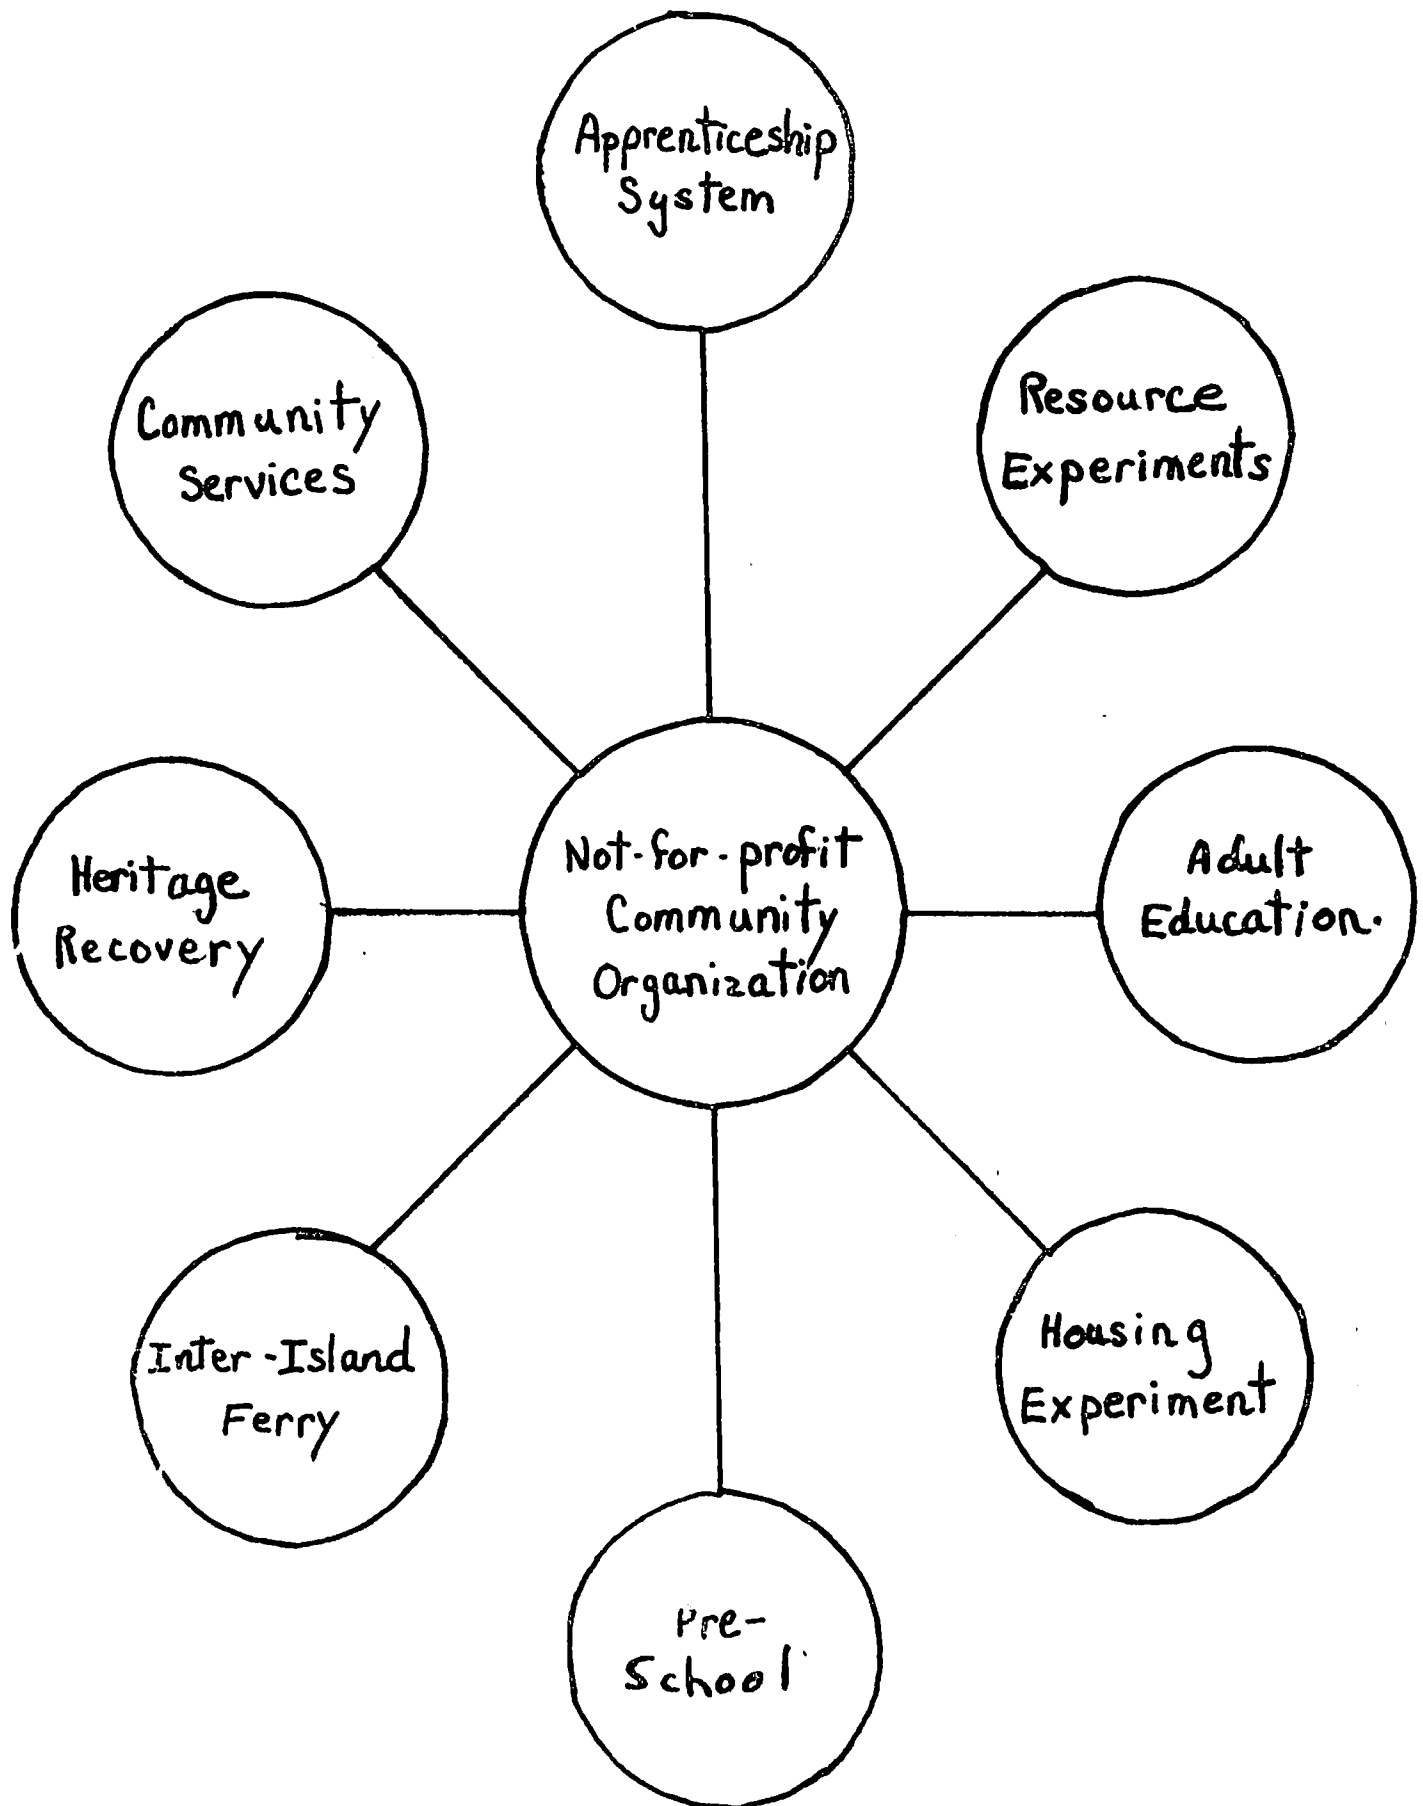 Apprenticeship
System
Community
Services
Resource
Experiments
Heritage
Recovery
Not-for-profit
Community
Organization
Adult
Education.
Inter-Island
Ferry
Housing
Experiment
Pre-
School